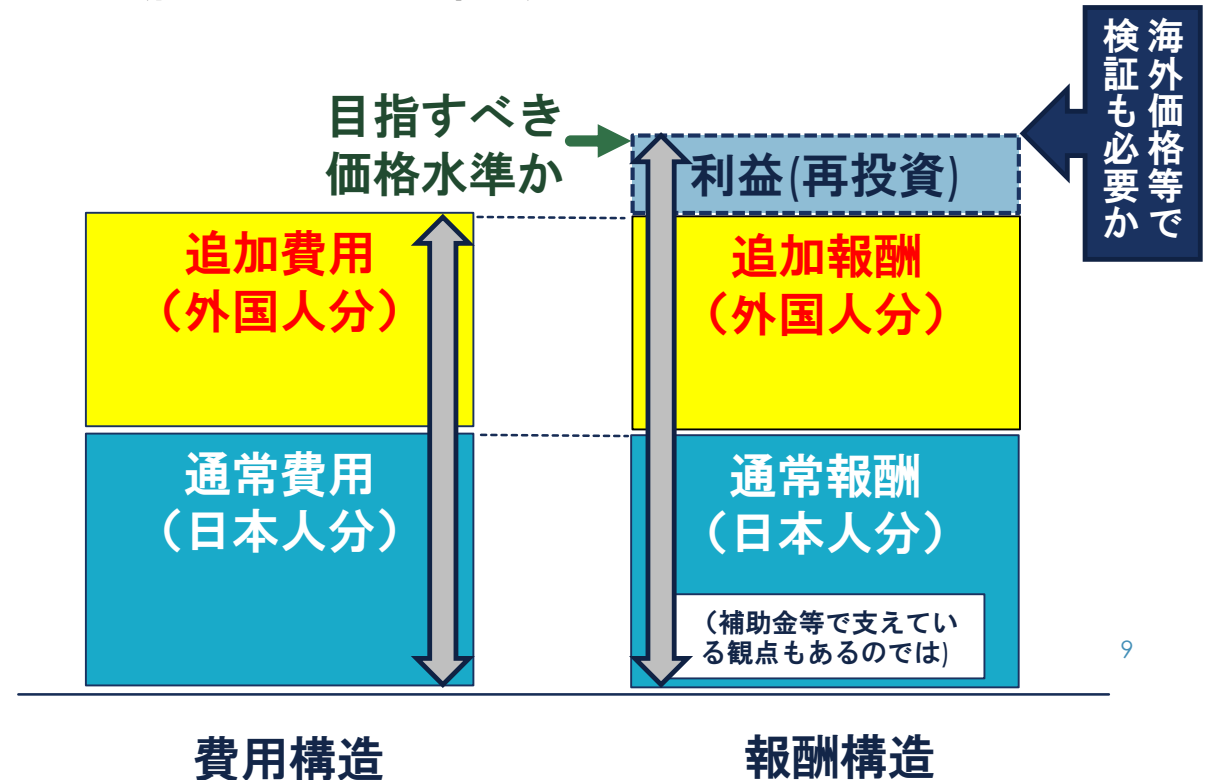 海外価格等で
検証も必要か
目指すべき
価格水準か
利益(再投資)
追加費用
（外国人分）
追加報酬
（外国人分）
通常費用
（日本人分）
通常報酬
（日本人分）
（補助金等で支えてい
る観点もあるのでは)
9
費用構造
報酬構造